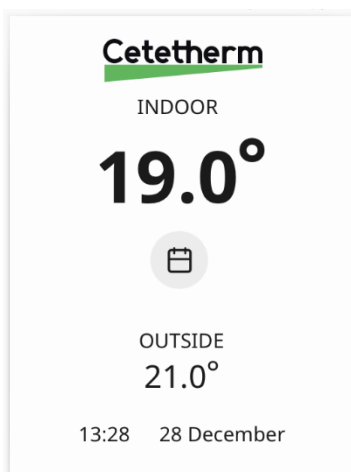 Cetetherm
INDOOR
19.0°
OUTSIDE
21.0°
13:28 28 December